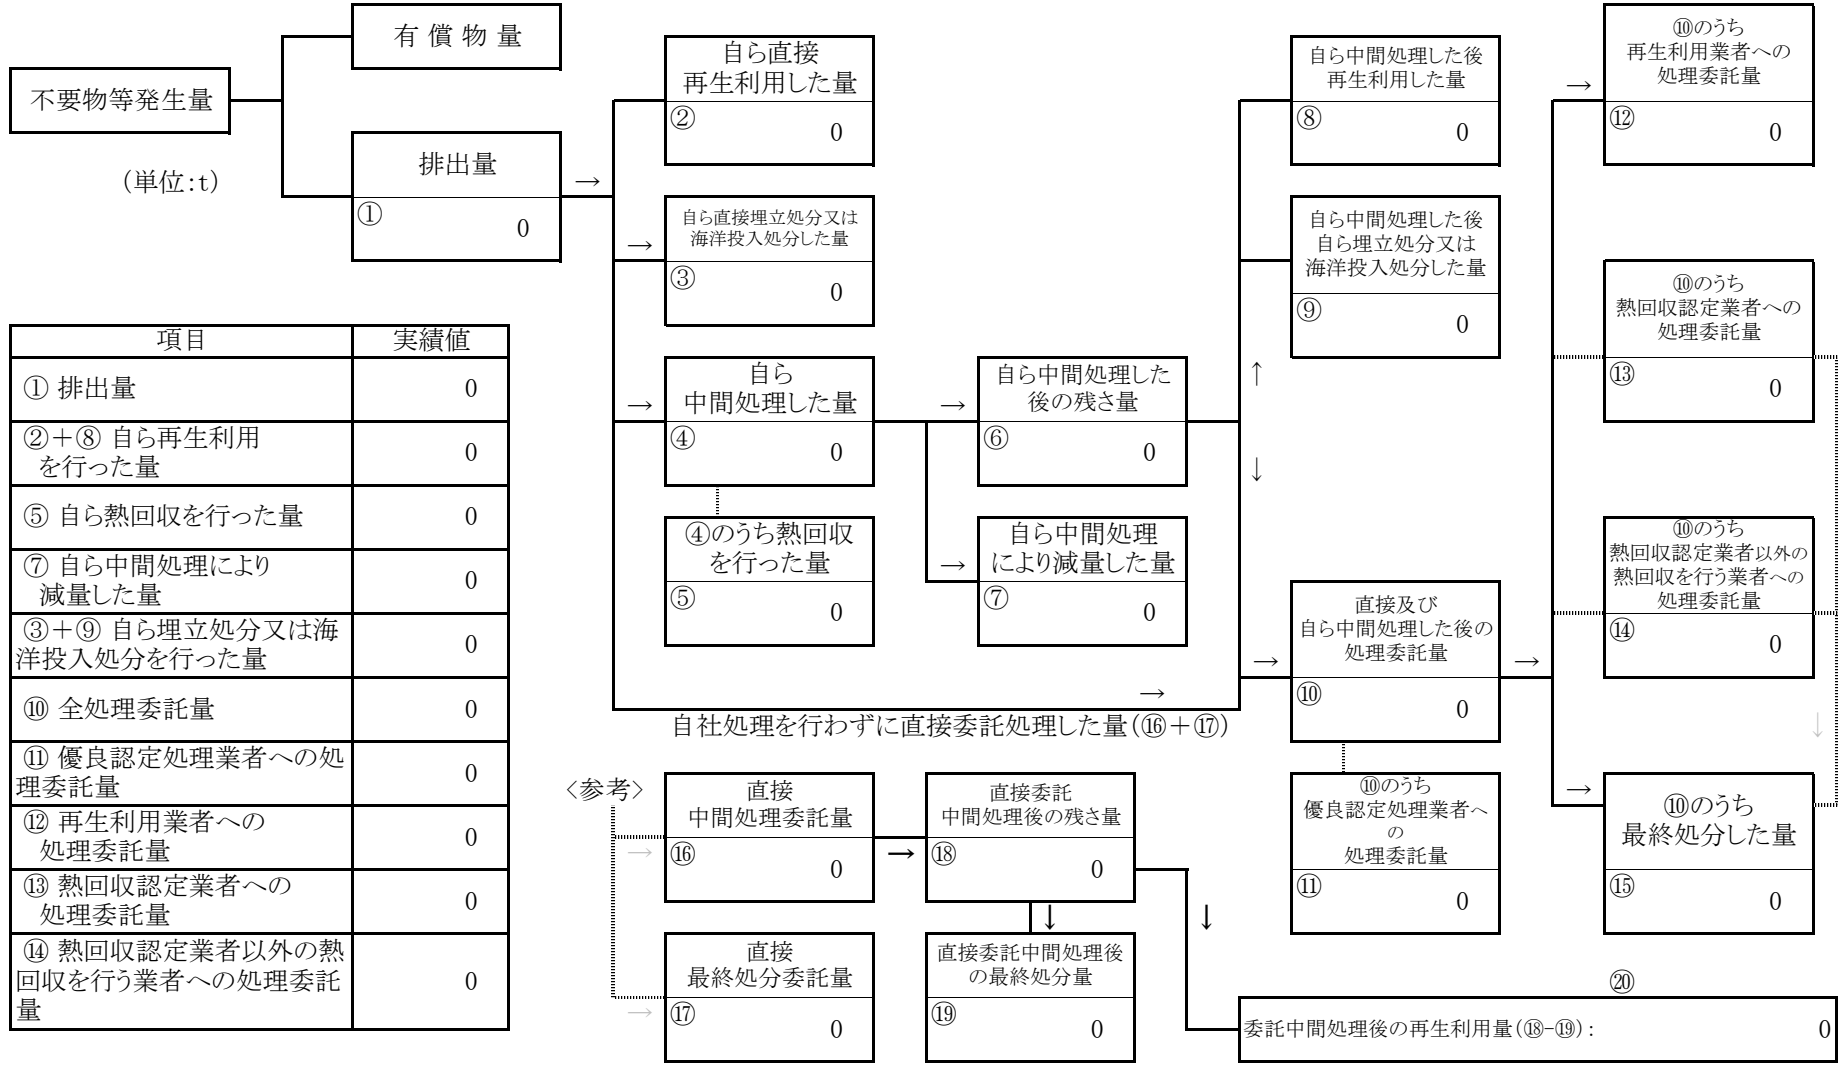 有償物量
不要物等発生量
(単位:t)
排出量
①
0
→
自ら直接
再生利用した量
②
0
→
自ら直接埋立処分又は
海洋投入処分した量
③
0
→
自ら
中間処理した量
④
0
④のうち熱回収
を行った量
⑤
0
→
自ら中間処理した
後の残さ量
⑥
0
→
自ら中間処理
により減量した量
⑦
0
自ら中間処理した後
再生利用した量
⑧
0
自ら中間処理した後
自ら埋立処分又は
海洋投入処分した量
⑨
0
↑
↓
→
自社処理を行わずに直接委託処理した量(⑯+⑰)
→
直接及び
自ら中間処理した後の
処理委託量
⑩
0
⑩のうち
優良認定処理業者へ
の
処理委託量
⑪
0
→
→
⑩のうち
再生利用業者への
処理委託量
⑫
0
⑩のうち
熱回収認定業者への
処理委託量
⑬
0
⑩のうち
熱回収認定業者以外の
熱回収を行う業者への
処理委託量
⑭
0
↓
→
⑩のうち
最終処分した量
⑮
0
項目 実績値
① 排出量 0
②+⑧ 自ら再生利用
を行った量
0
⑤ 自ら熱回収を行った量 0
⑦ 自ら中間処理により
減量した量
0
③+⑨ 自ら埋立処分又は海
洋投入処分を行った量
0
⑩ 全処理委託量 0
⑪ 優良認定処理業者への処
理委託量
0
⑫ 再生利用業者への
処理委託量
0
⑬ 熱回収認定業者への
処理委託量
0
⑭ 熱回収認定業者以外の熱
回収を行う業者への処理委託
量
0
<参考>
→
直接
中間処理委託量
⑯
0
→
直接委託
中間処理後の残さ量
⑱
0
→
直接
最終処分委託量
⑰
0
↓
直接委託中間処理後
の最終処分量
⑲
0
↓
⑳
委託中間処理後の再生利用量(⑱-⑲): 0